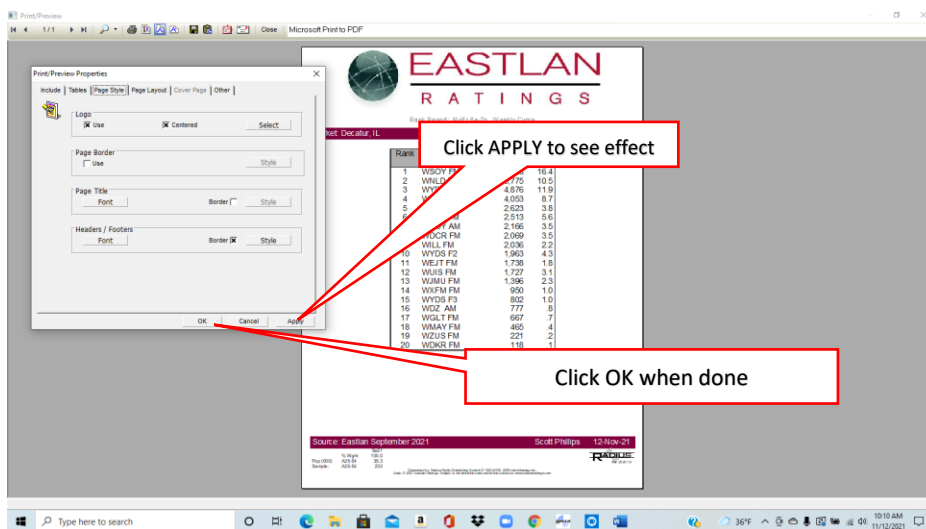 Print/Preview
1/1 Close Microsoft Print to PDF
Print/Preview Properties
Include Tables Page Style Page Layout Cover Page Other
Logo
Use Centered Select
Page Border
Use Style
Page Title
Font Border Style
Headers / Footers
Font Border Style
OK Cancel Apply
EASTLAN
RATINGS
Decatur, IL
Click APPLY to see effect
Rank
1 WSOY FM 16.4
2 10.5
3 4,876 11.9
4 4,053 8.7
5 2,623 3.8
2,513 5.6
AM 2,166 3.5
WDCR FM 2,069 3.5
WILL FM 2,036 2.2
10 WYDS F2 1,963 4.3
11 WEJT FM 1,738 1.8
12 WUIS FM 1,727 3.1
13 WJMU FM 1,396 2.3
14 WXFM FM 950 1.0
15 WYDS F3 802 1.0
16 WDZ AM 777 .8
17 WGLT FM 667 .7
18 WMAY FM 465 .4
19 WZUS FM 221 .2
20 WDKR FM 118
Click OK when done
Source: Eastlan September 2021 Scott Phillips 12-Nov-21
RADIUS
Type here to search
36°F
10:10 AM
11/12/2021